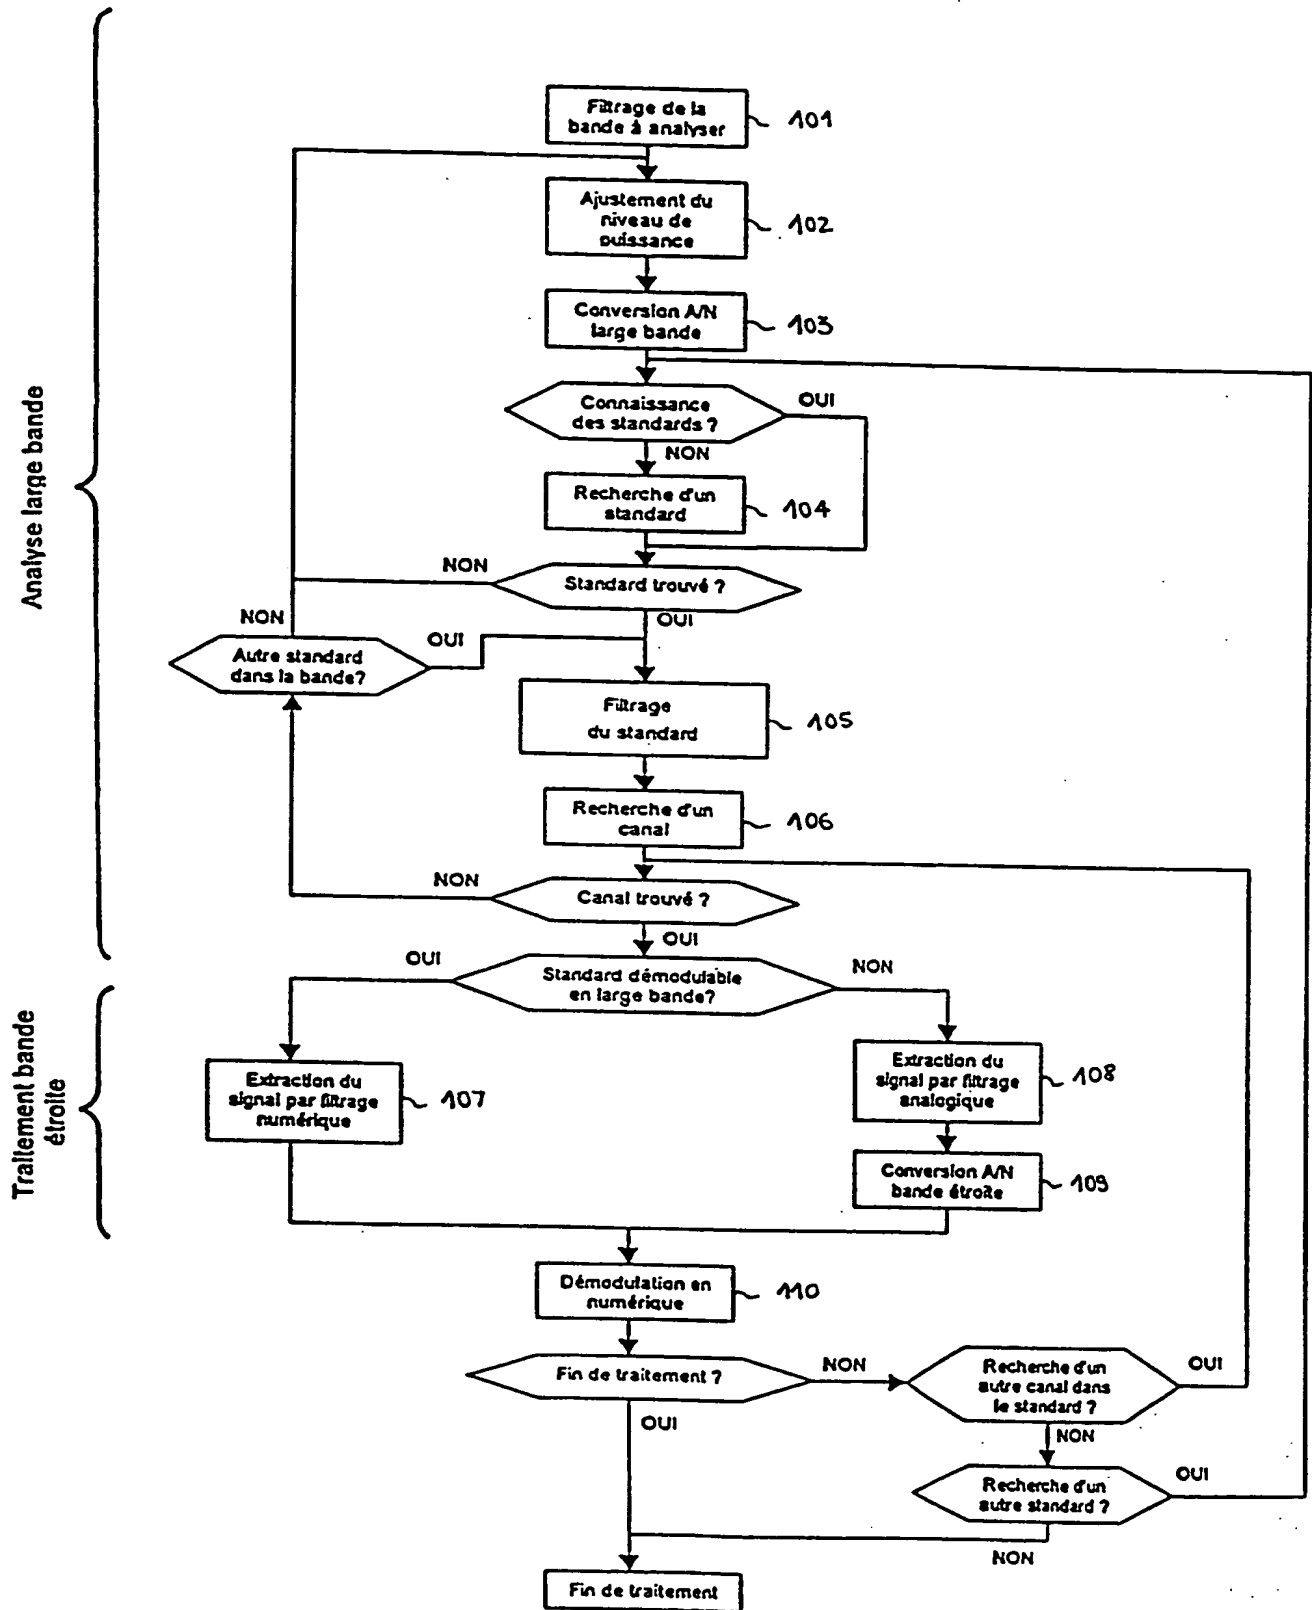 Filtrage de la
bande à analyser
101
Ajustement du
niveau de
puissance
102
Conversion A/N
large bande
103
Connaissance
des standards ?
OUI
NON
Recherche d'un
standard
104
NON
Standard trouvé ?
OUI
NON
Autre standard
dans la bande?
OUI
Filtrage
du standard
105
Recherche d'un
canal
106
NON
Canal trouvé ?
OUI
Analyse large bande
OUI
Standard démodulable
en large bande?
NON
Extraction du
signal par filtrage
numérique
107
Extraction du
signal par filtrage
analogique
108
Conversion A/N
bande étroite
109
Traitement bande
étroite
Démodulation en
numérique
110
Fin de traitement ?
NON
OUI
Recherche d'un
autre canal dans
le standard ?
OUI
NON
Recherche d'un
autre standard ?
OUI
NON
Fin de traitement